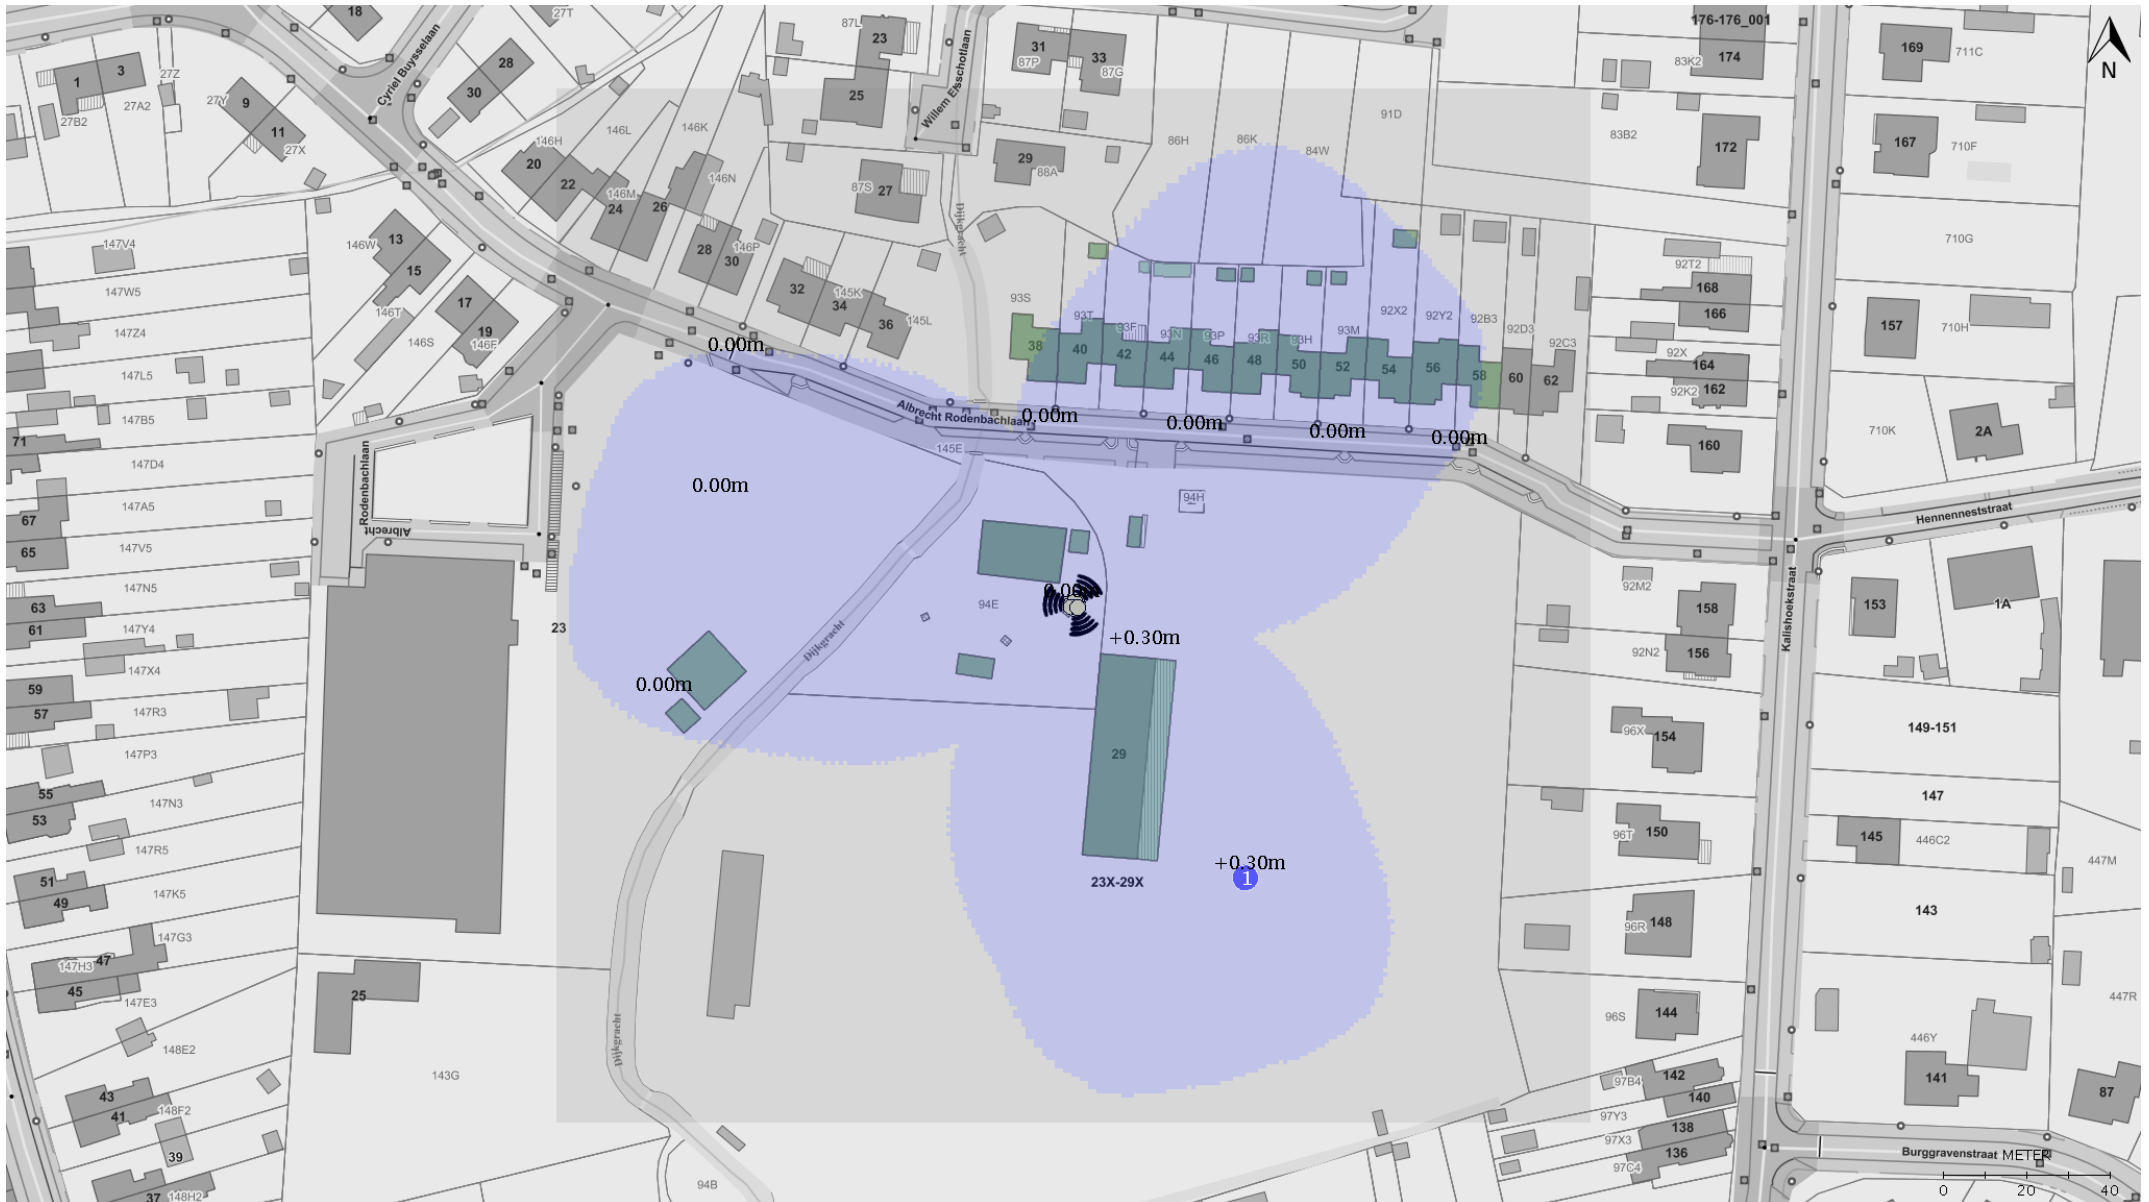 18
27T
87L
23
31
87P
33
87G
176-176_001
174
83K2
169
711C
N
1
3
27Z
27A2
27B2
27Y
9
11
27X
Cyriel Buysselaan
28
30
25
Willem Elsschotlaan
91D
83B2
172
167
710F
146H
146L
146K
20
22
146M
24
26
146N
87S
27
29
88A
86H
86K
84W
28
30
146P
Dijkgracht
710G
147V4
146W
13
15
147W5
146T
17
19
146F
146S
147Z4
32
34
145K
36
145L
93S
93T
93F
93N
93P
93R
93H
93M
92X2
92Y2
92B3
92D3
92C3
92T2
168
166
92X
164
162
92K2
157
710H
38
40
42
44
46
48
50
52
54
56
58
60
62
0.00m
147L5
147B5
71
147D4
Albrecht Rodenbachlaan
0.00m
0.00m
0.00m
0.00m
145E
160
710K
2A
Rodenbachlaan
Albrecht
147A5
67
65
147V5
0.00m
94H
Hennenneststraat
147N5
63
61
147Y4
23
94E
+0.30m
Dijkgracht
92M2
158
92N2
156
Kalishoekstraat
153
1A
147X4
59
57
147R3
0.00m
147P3
29
96X
154
149-151
55
53
147N3
147R5
96T
150
147
145
446C2
447M
51
49
147K5
+0.30m
1
23X-29X
96R
148
143
147G3
147H3
47
45
147E3
25
96S
144
447R
446Y
148E2
143G
Dijkgracht
43
41
148F2
39
37
148H2
94B
97B4
142
140
97Y3
138
97X3
136
97C4
141
87
Burggravenstraat
METER
0 20 40